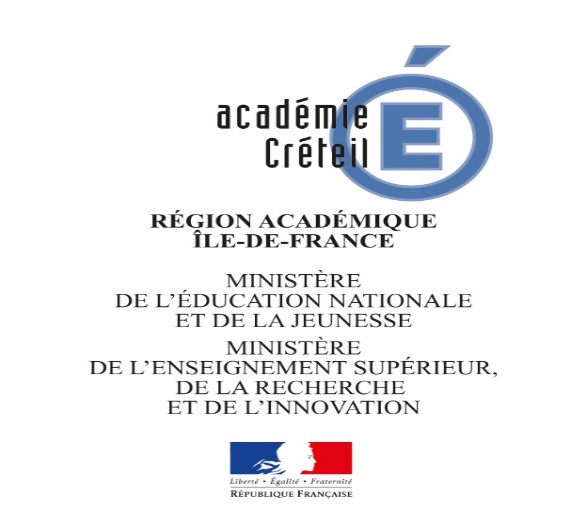 académie
Créteil
É
RÉGION ACADÉMIQUE
ÎLE-DE-FRANCE
MINISTÈRE
DE L’ÉDUCATION NATIONALE
ET DE LA JEUNESSE
MINISTÈRE
DE L’ENSEIGNEMENT SUPÉRIEUR,
DE LA RECHERCHE
ET DE L’INNOVATION
Liberté • Égalité • Fraternité
RÉPUBLIQUE FRANÇAISE